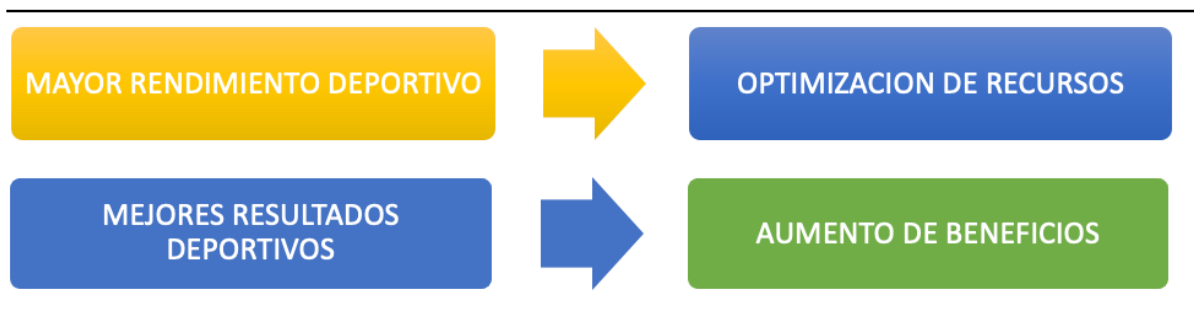 MAYOR RENDIMIENTO DEPORTIVO
OPTIMIZACION DE RECURSOS
MEJORES RESULTADOS
DEPORTIVOS
AUMENTO DE BENEFICIOS